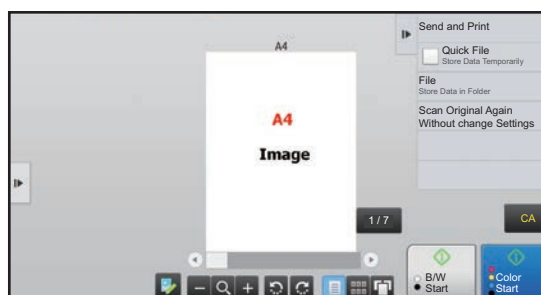 A4
A4
Image
1 / 7
Send and Print
Quick File
Store Data Temporarily
File
Store Data in Folder
Scan Original Again
Without change Settings
CA
B/W
Start
Color
Start